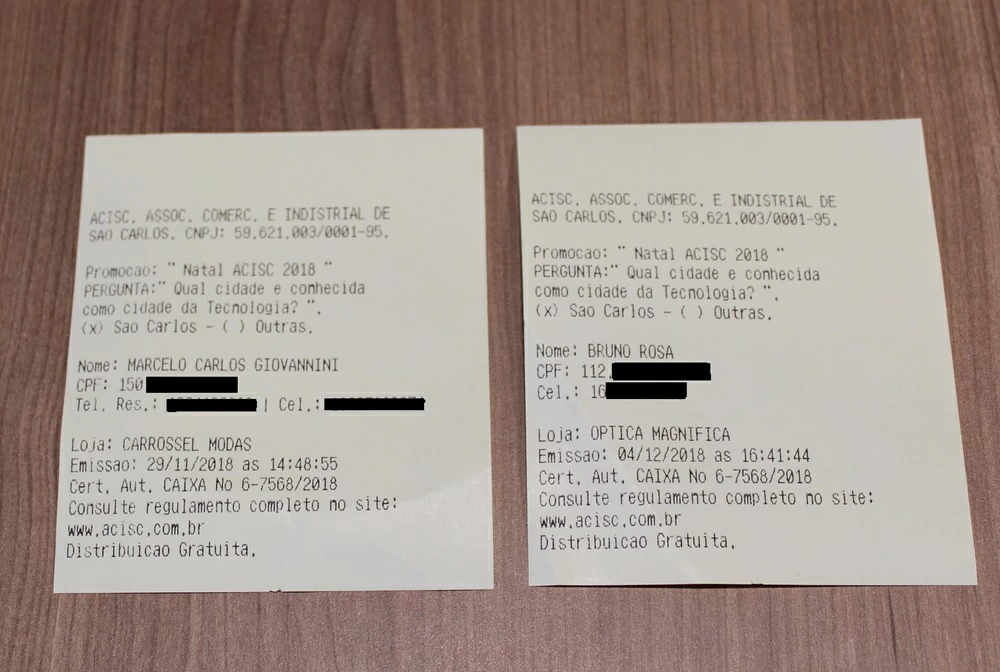 ACISC. ASSOC. COMERC. E INDISTRIAL DE
SAO CARLOS. CNPJ: 59.621.003/0001-95.
Promocao: " Natal ACISC 2018 "
PERGUNTA:" Qual cidade e conhecida
como cidade da Tecnologia? ".
(x) Sao Carlos - ( ) Outras.
Nome: MARCELO CARLOS GIOVANNINI
CPF: 150
Tel. Res.: | Cel.:
Loja: CARROSSEL MODAS
Emissao: 29/11/2018 as 14:48:55
Cert. Aut. CAIXA No 6-7568/2018
Consulte regulamento completo no site:
www.acisc.com.br
Distribuicao Gratuita.
ACISC. ASSOC. COMERC. E INDISTRIAL DE
SAO CARLOS. CNPJ: 59.621.003/0001-95.
Promocao: " Natal ACISC 2018 "
PERGUNTA:" Qual cidade e conhecida
como cidade da Tecnologia? ".
(x) Sao Carlos - ( ) Outras.
Nome: BRUNO ROSA
CPF: 112.
Cel.: 16
Loja: OPTICA MAGNIFICA
Emissao: 04/12/2018 as 16:41:44
Cert. Aut. CAIXA No 6-7568/2018
Consulte regulamento completo no site:
www.acisc.com.br
Distribuicao Gratuita.